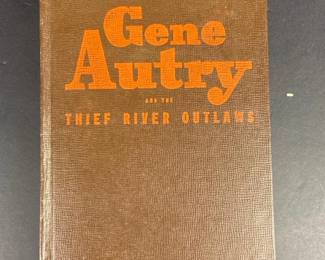 Gene
Autry
AND THE
THIEF RIVER OUTLAWS